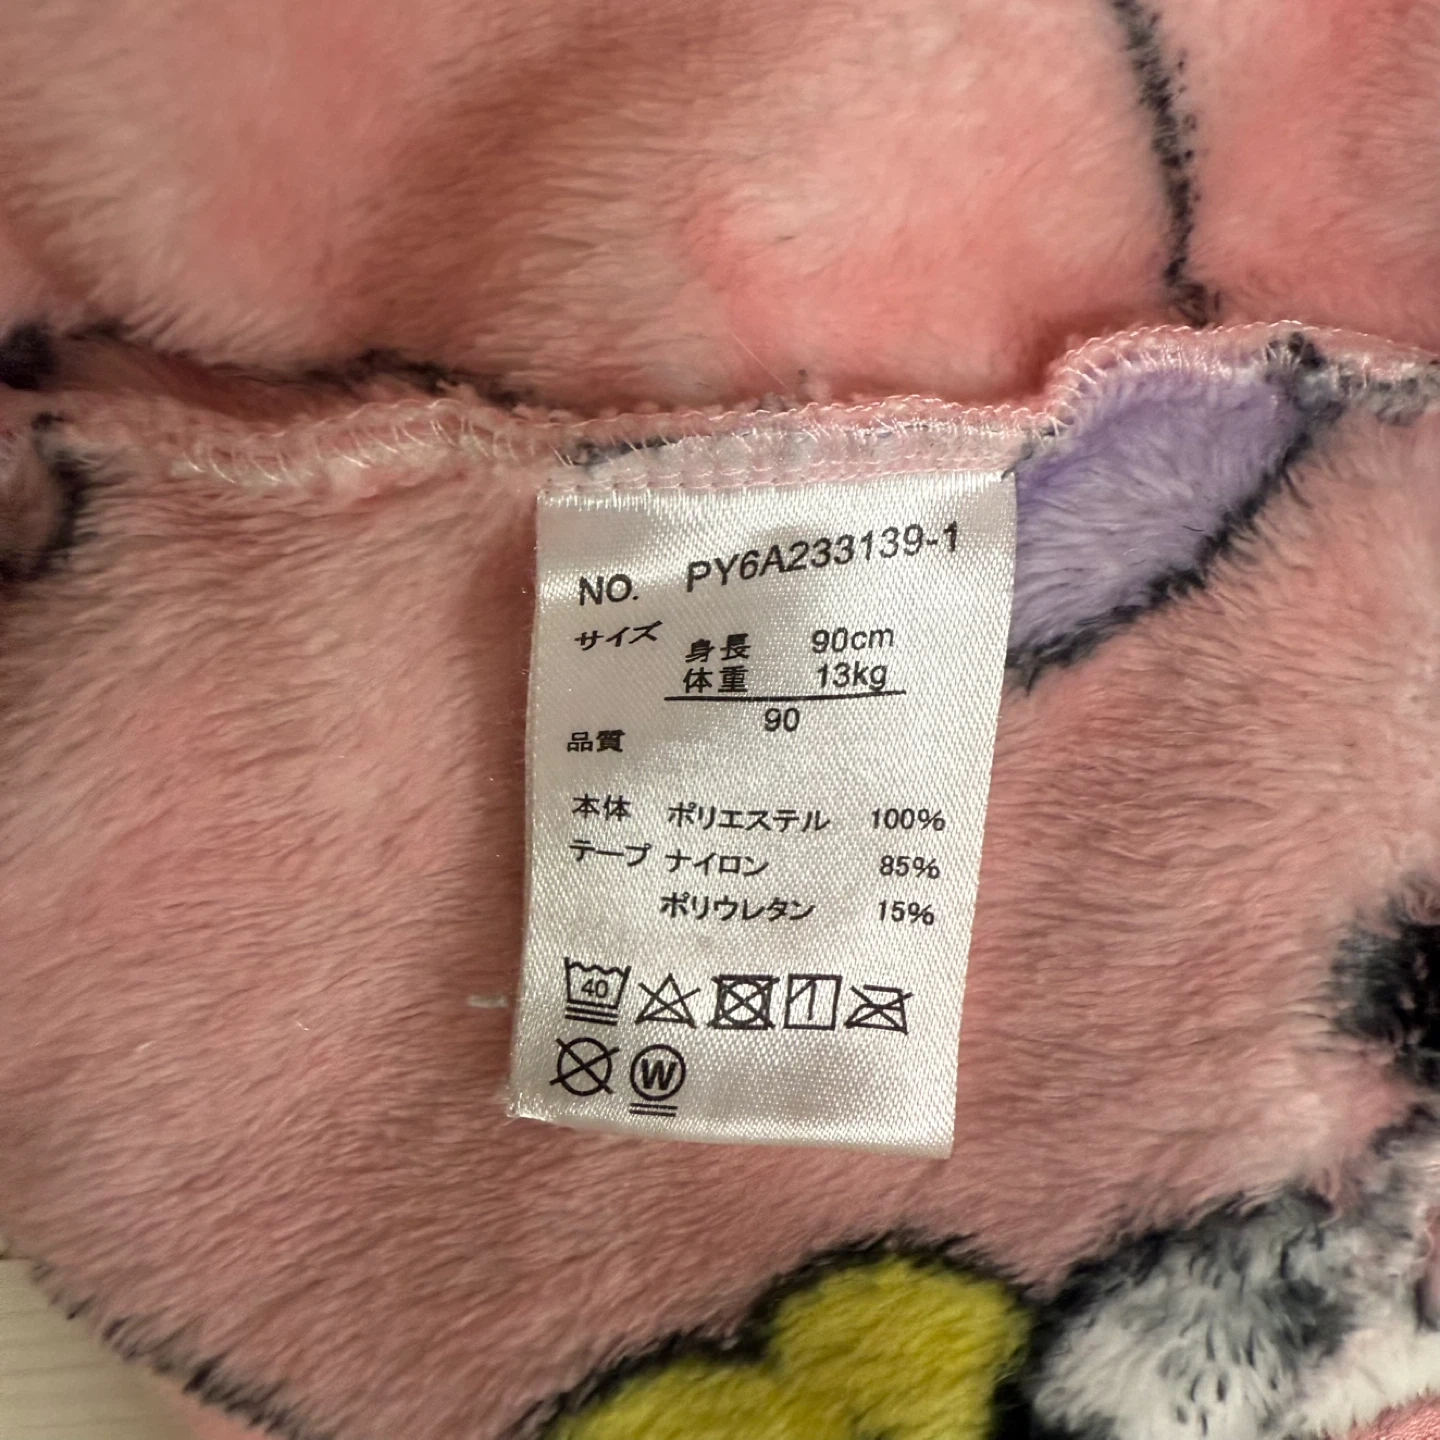 NO. PY6A233139-1
サイズ 身長 90cm
体重 13kg
90
品質
本体 ポリエステル 100%
テープ ナイロン 85%
ポリウレタン 15%
40
W